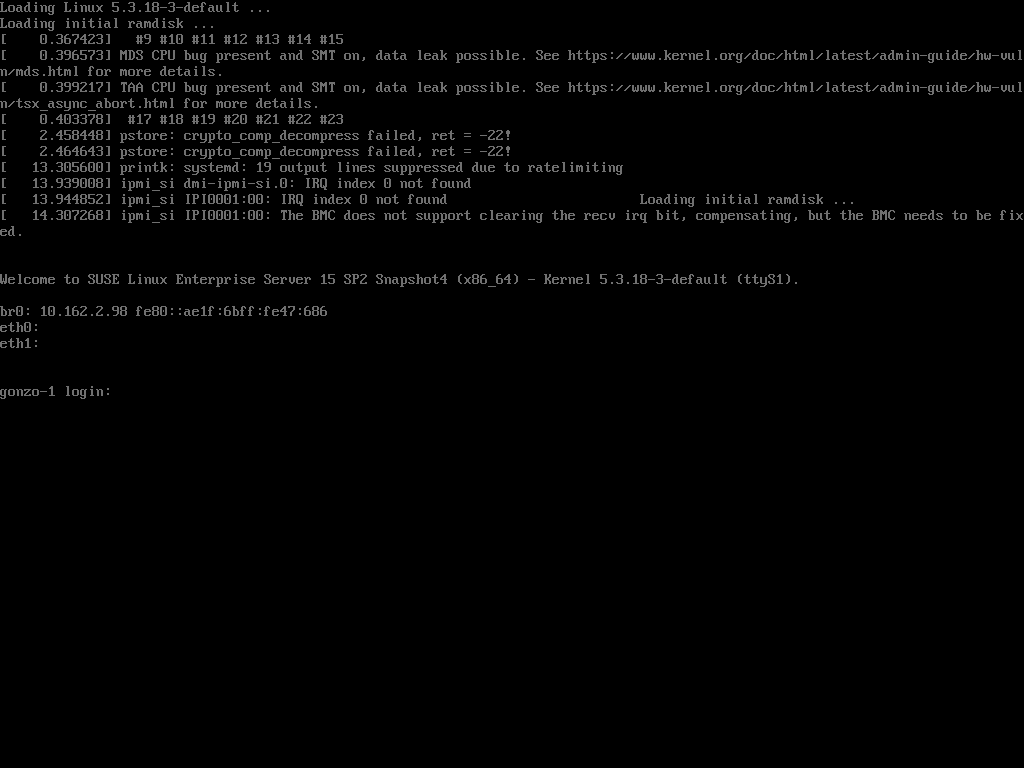 Loading Linux 5.3.18-3-default ...
Loading initial ramdisk ...
[    0.367423]   #9 #10 #11 #12 #13 #14 #15
[    0.396573] MDS CPU bug present and SMT on, data leak possible. See https://www.kernel.org/doc/html/latest/admin-guide/hw-vul
n/mds.html for more details.
[    0.399217] TAA CPU bug present and SMT on, data leak possible. See https://www.kernel.org/doc/html/latest/admin-guide/hw-vul
n/tsx_async_abort.html for more details.
[    0.403378]  #17 #18 #19 #20 #21 #22 #23
[    2.458448] pstore: crypto_comp_decompress failed, ret = -22!
[    2.464643] pstore: crypto_comp_decompress failed, ret = -22!
[   13.305600] printk: systemd: 19 output lines suppressed due to ratelimiting
[   13.939008] ipmi_si dmi-ipmi-si.0: IRQ index 0 not found
[   13.944852] ipmi_si IPI0001:00: IRQ index 0 not found                        Loading initial ramdisk ...
[   14.307268] ipmi_si IPI0001:00: The BMC does not support clearing the recv irq bit, compensating, but the BMC needs to be fix
ed.
Welcome to SUSE Linux Enterprise Server 15 SP2 Snapshot4 (x86_64) - Kernel 5.3.18-3-default (ttyS1).
br0: 10.162.2.98 fe80::ae1f:6bff:fe47:686
eth0:
eth1:
gonzo-1 login: